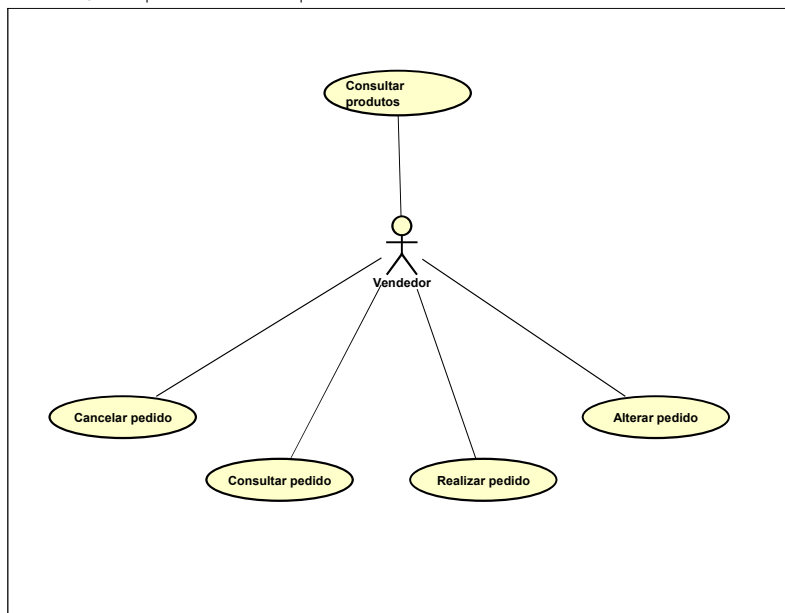 Consultar
produtos
Vendedor
Cancelar pedido
Alterar pedido
Consultar pedido
Realizar pedido